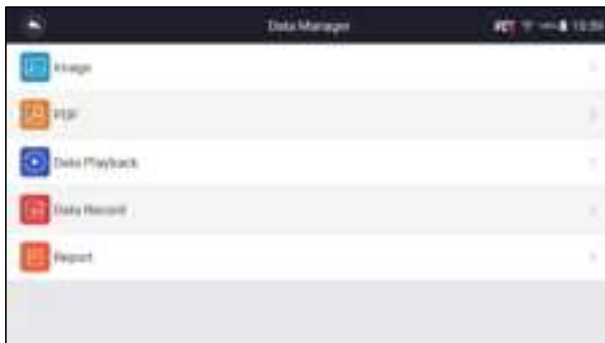 Data Manager
Image
PDF
Data Playback
Data Record
Report